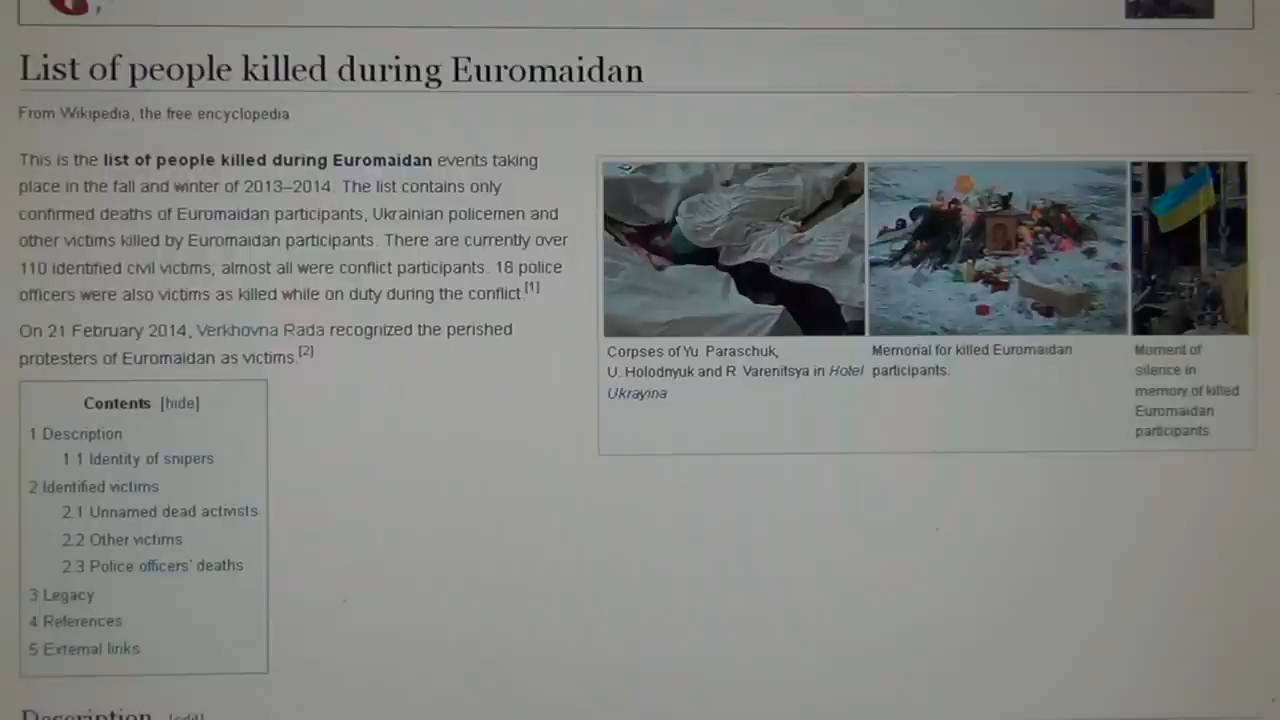 List of people killed during Euromaidan
From Wikipedia, the free encyclopedia
This is the list of people killed during Euromaidan events taking
place in the fall and winter of 2013–2014. The list contains only
confirmed deaths of Euromaidan participants, Ukrainian policemen and
other victims killed by Euromaidan participants. There are currently over
110 identified civil victims, almost all were conflict participants. 18 police
officers were also victims as killed while on duty during the conflict.[1]
On 21 February 2014, Verkhovna Rada recognized the perished
protesters of Euromaidan as victims.[2]
Corpses of Yu. Paraschuk,
U. Holodnyuk and R. Varenitsya in Hotel
Ukrayina
Memorial for killed Euromaidan
participants.
Moment of
silence in
memory of killed
Euromaidan
participants
Contents [hide]
1 Description
1.1 Identity of snipers
2 Identified victims
2.1 Unnamed dead activists
2.2 Other victims
2.3 Police officers' deaths
3 Legacy
4 References
5 External links
Description [edit]